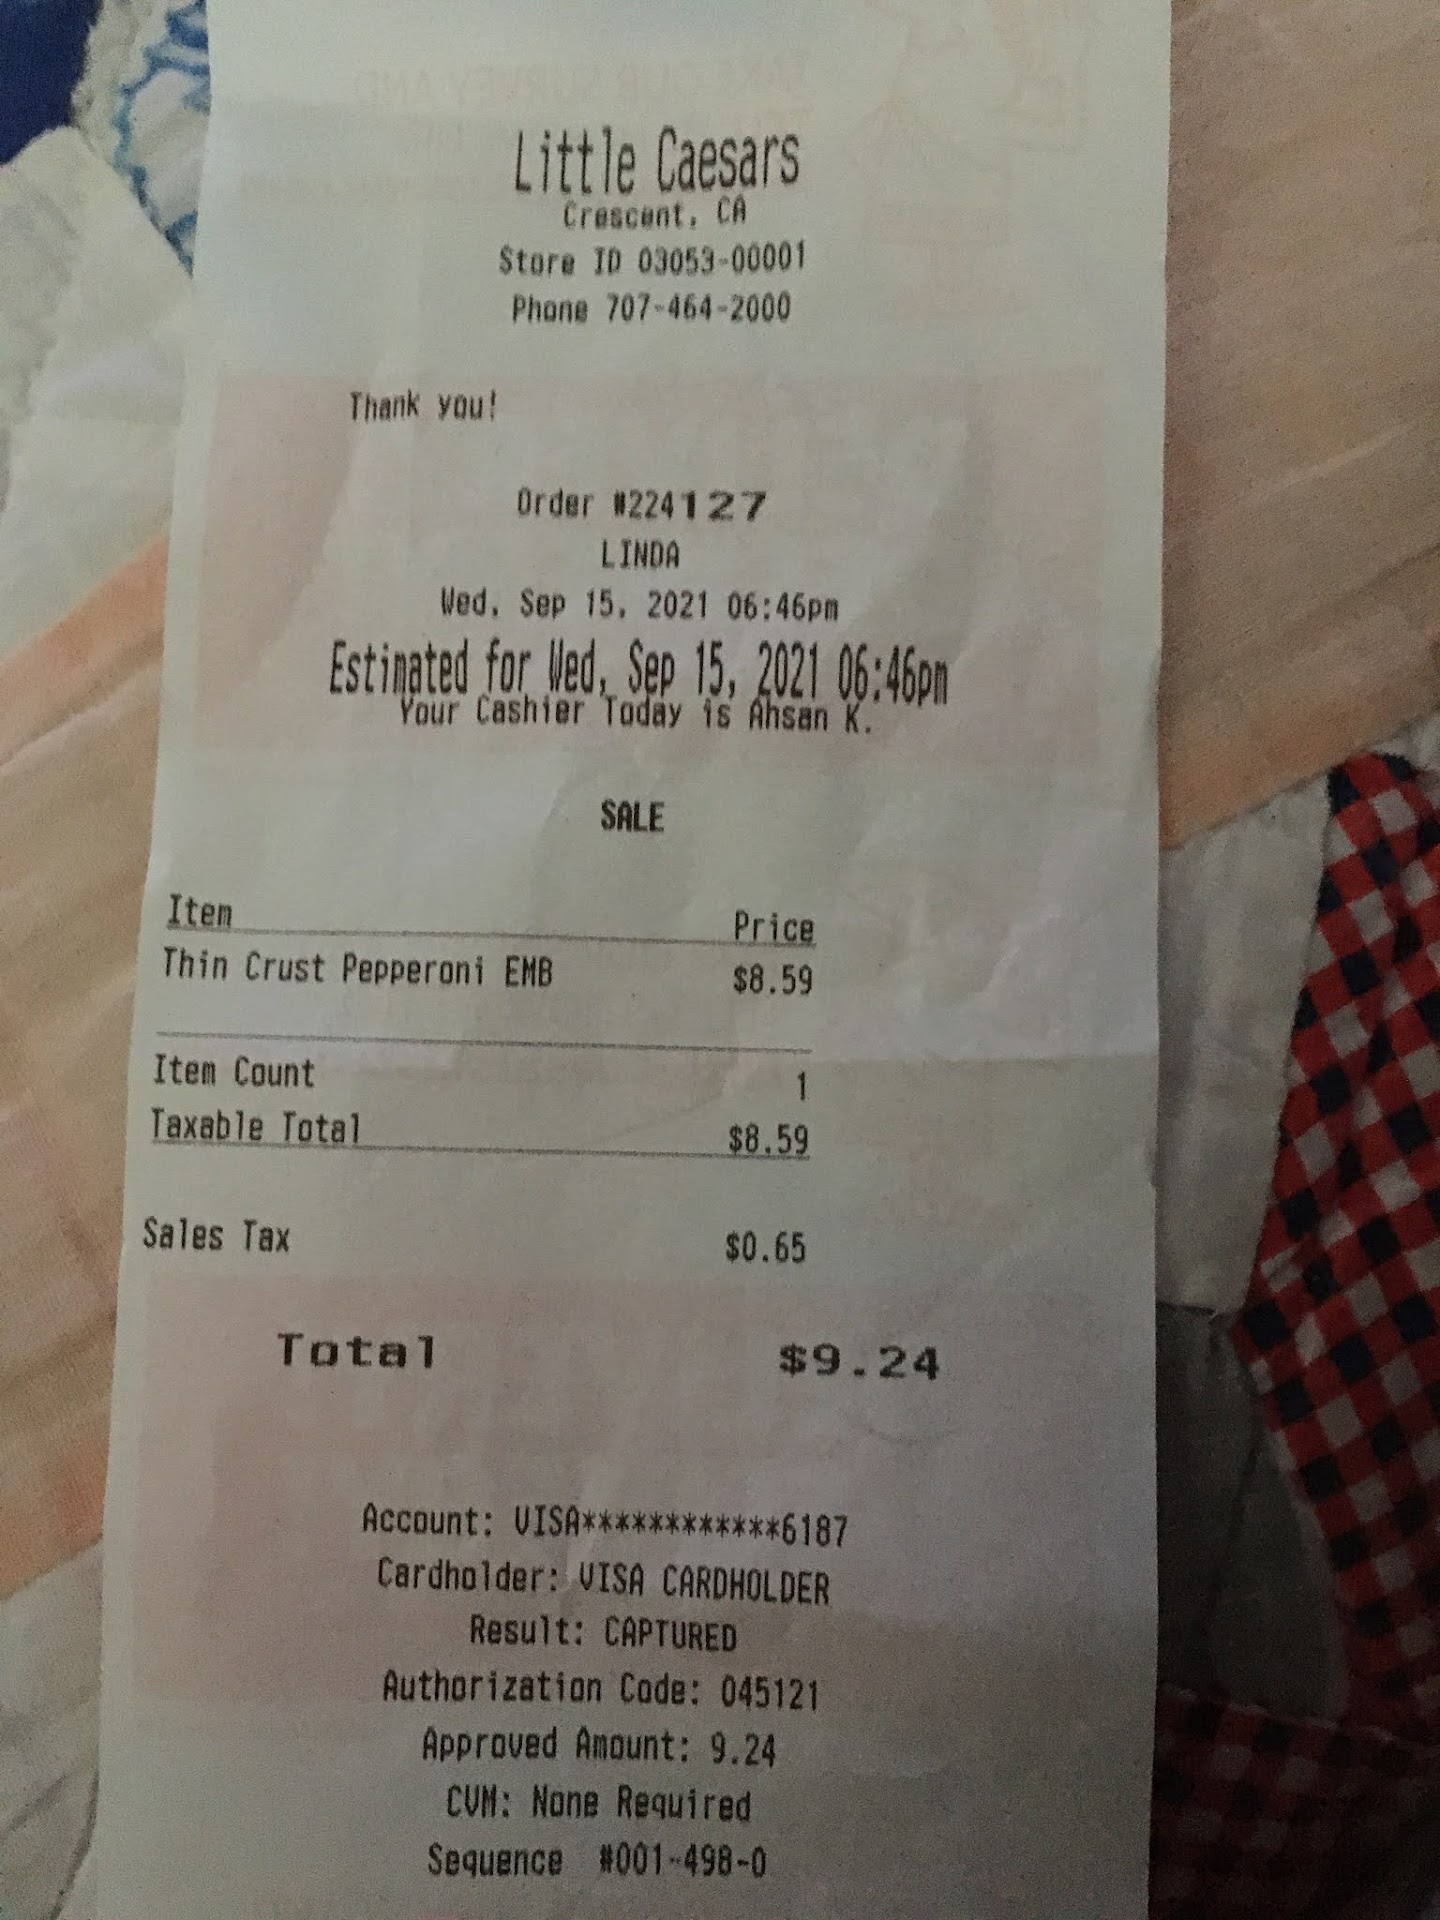 Little Caesars
Crescent, CA
Store ID 03053-00001
Phone 707-464-2000
Thank you!
Order #224127
LINDA
Wed, Sep 15, 2021 06:46pm
Estimated for Wed, Sep 15, 2021 06:46pm
Your Cashier Today is Ahsan K.
SALE
Item Price
Thin Crust Pepperoni EMB $8.59
Item Count 1
Taxable Total $8.59
Sales Tax $0.65
Total $9.24
Account: VISA************6187
Cardholder: VISA CARDHOLDER
Result: CAPTURED
Authorization Code: 045121
Approved Amount: 9.24
CVM: None Required
Sequence #001-498-0